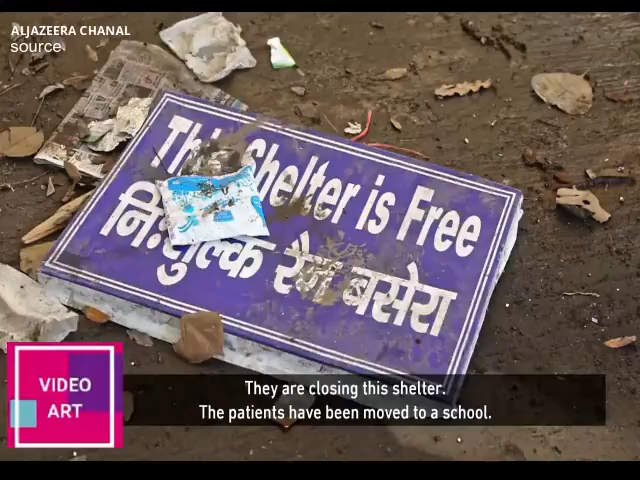 ALJAZEERA CHANAL
source
This Shelter is Free
निःशुल्क रैन बसेरा
VIDEO
ART
They are closing this shelter.
The patients have been moved to a school.